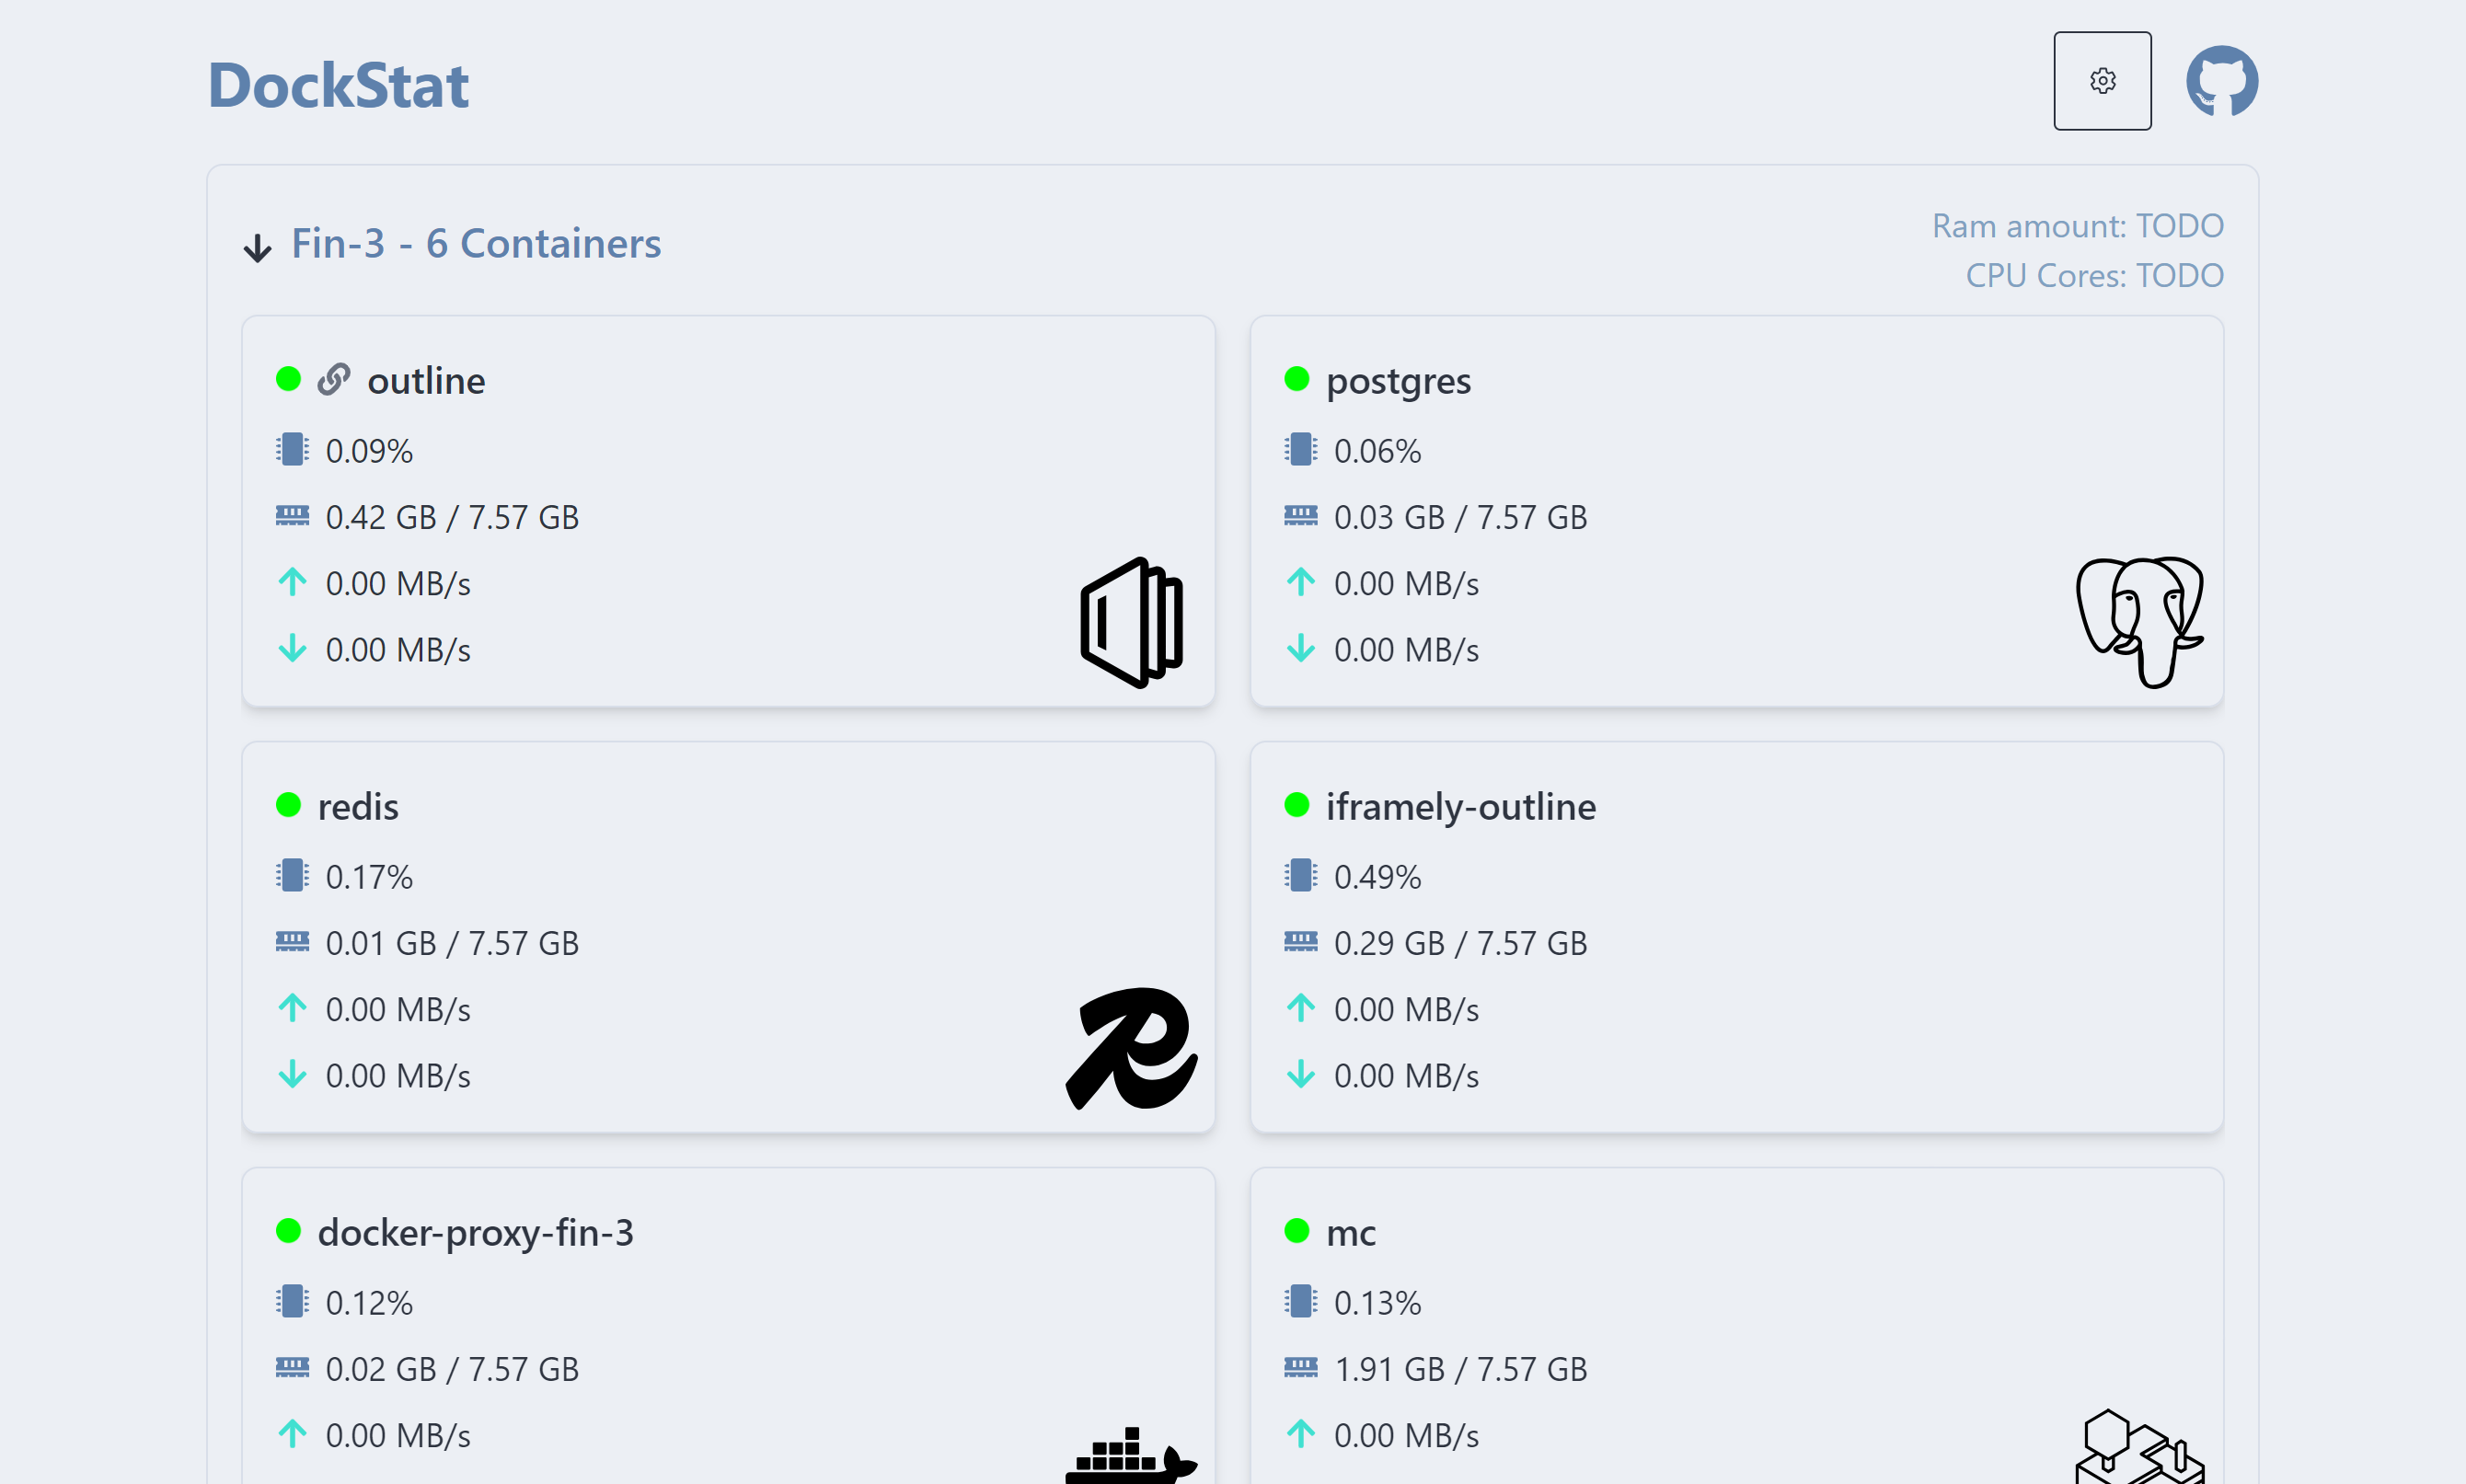 DockStat
Fin-3 - 6 Containers
Ram amount: TODO
CPU Cores: TODO
outline
0.09%
0.42 GB / 7.57 GB
0.00 MB/s
0.00 MB/s
postgres
0.06%
0.03 GB / 7.57 GB
0.00 MB/s
0.00 MB/s
redis
0.17%
0.01 GB / 7.57 GB
0.00 MB/s
0.00 MB/s
iframely-outline
0.49%
0.29 GB / 7.57 GB
0.00 MB/s
0.00 MB/s
docker-proxy-fin-3
0.12%
0.02 GB / 7.57 GB
0.00 MB/s
mc
0.13%
1.91 GB / 7.57 GB
0.00 MB/s